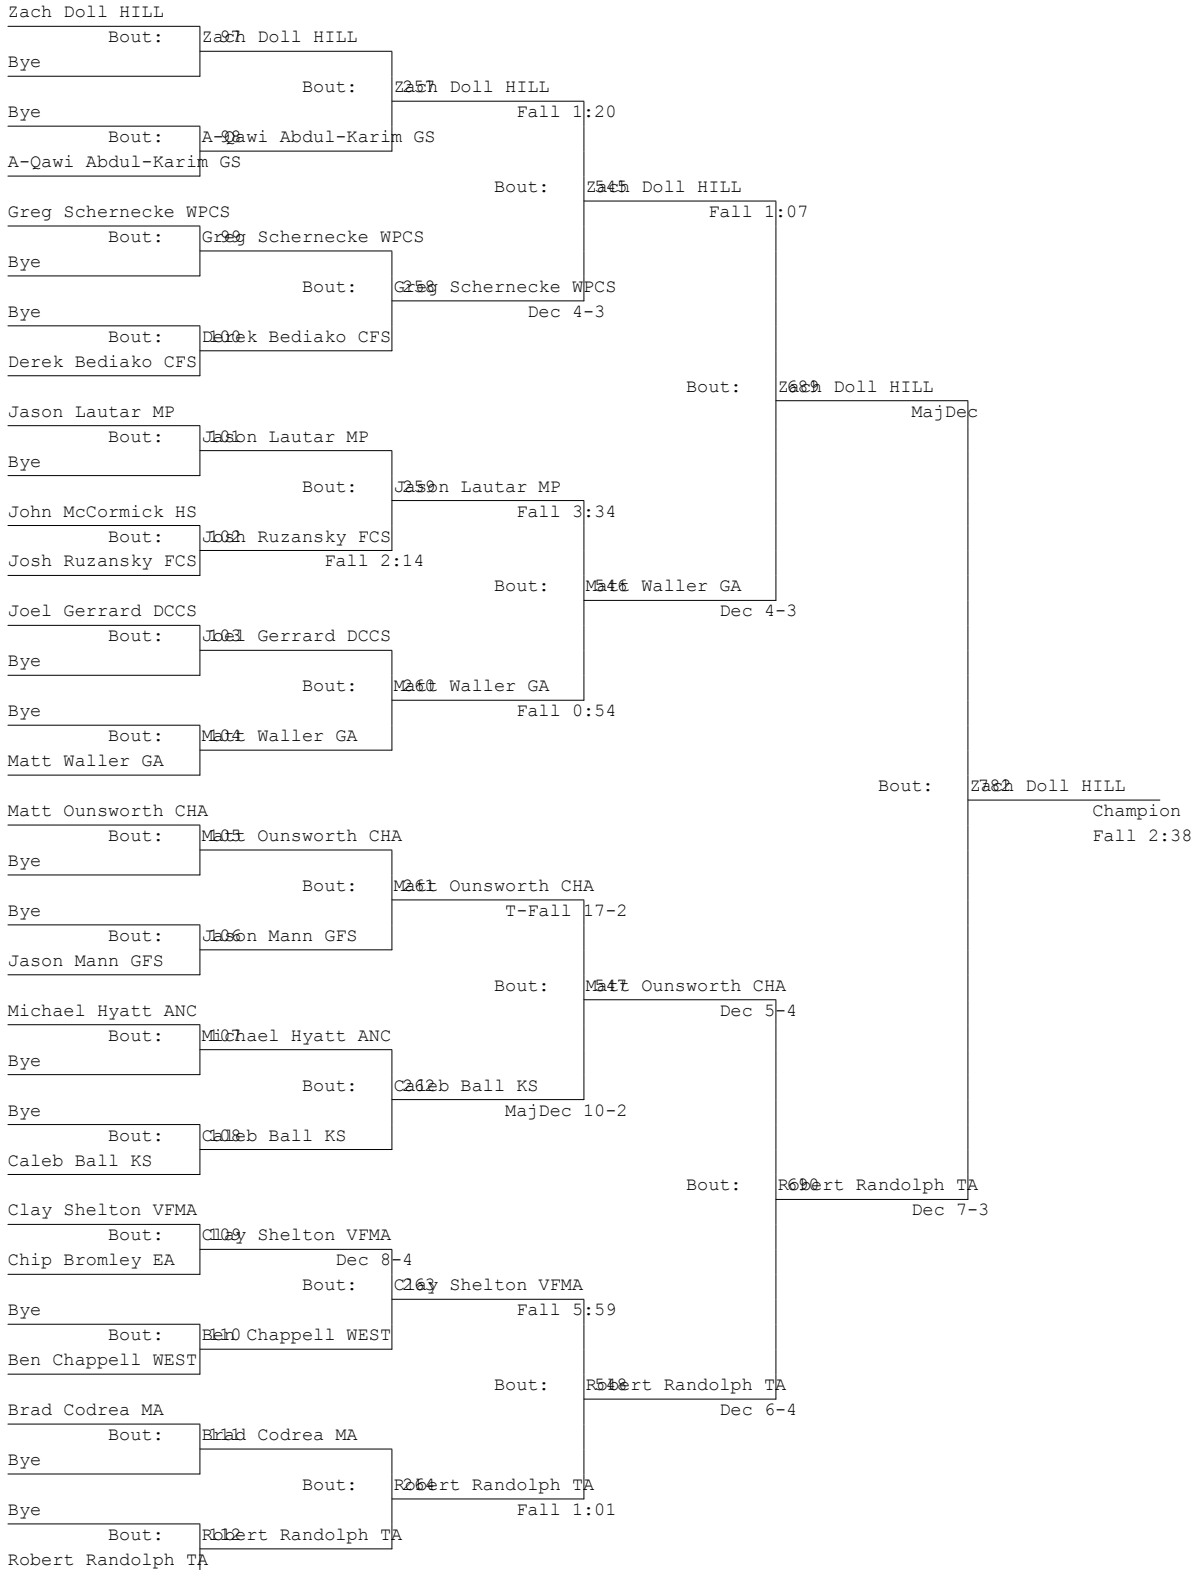 Zach Doll HILL
Bout: 97 Zach Doll HILL
Bye
Bout: 257 Zach Doll HILL
Bye
Fall 1:20
Bout: 98 A-Qawi Abdul-Karim GS
A-Qawi Abdul-Karim GS
Bout: 545 Zach Doll HILL
Greg Schernecke WPCS
Fall 1:07
Bout: 99 Greg Schernecke WPCS
Bye
Bout: 258 Greg Schernecke WPCS
Bye
Dec 4-3
Bout: 100 Derek Bediako CFS
Derek Bediako CFS
Bout: 689 Zach Doll HILL
Jason Lautar MP
MajDec
Bout: 101 Jason Lautar MP
Bye
Bout: 259 Jason Lautar MP
John McCormick HS
Fall 3:34
Bout: 102 Josh Ruzansky FCS
Josh Ruzansky FCS
Fall 2:14
Bout: 546 Matt Waller GA
Joel Gerrard DCCS
Dec 4-3
Bout: 103 Joel Gerrard DCCS
Bye
Bout: 260 Matt Waller GA
Bye
Fall 0:54
Bout: 104 Matt Waller GA
Matt Waller GA
Bout: 782 Zach Doll HILL
Matt Ounsworth CHA
Champion
Bout: 105 Matt Ounsworth CHA
Fall 2:38
Bye
Bout: 261 Matt Ounsworth CHA
Bye
T-Fall 17-2
Bout: 106 Jason Mann GFS
Jason Mann GFS
Bout: 547 Matt Ounsworth CHA
Michael Hyatt ANC
Dec 5-4
Bout: 107 Michael Hyatt ANC
Bye
Bout: 262 Caleb Ball KS
Bye
MajDec 10-2
Bout: 108 Caleb Ball KS
Caleb Ball KS
Bout: 690 Robert Randolph TA
Clay Shelton VFMA
Dec 7-3
Bout: 109 Clay Shelton VFMA
Chip Bromley EA
Dec 8-4
Bout: 263 Clay Shelton VFMA
Bye
Fall 5:59
Bout: 110 Ben Chappell WEST
Ben Chappell WEST
Bout: 548 Robert Randolph TA
Brad Codrea MA
Dec 6-4
Bout: 111 Brad Codrea MA
Bye
Bout: 264 Robert Randolph TA
Bye
Fall 1:01
Bout: 112 Robert Randolph TA
Robert Randolph TA